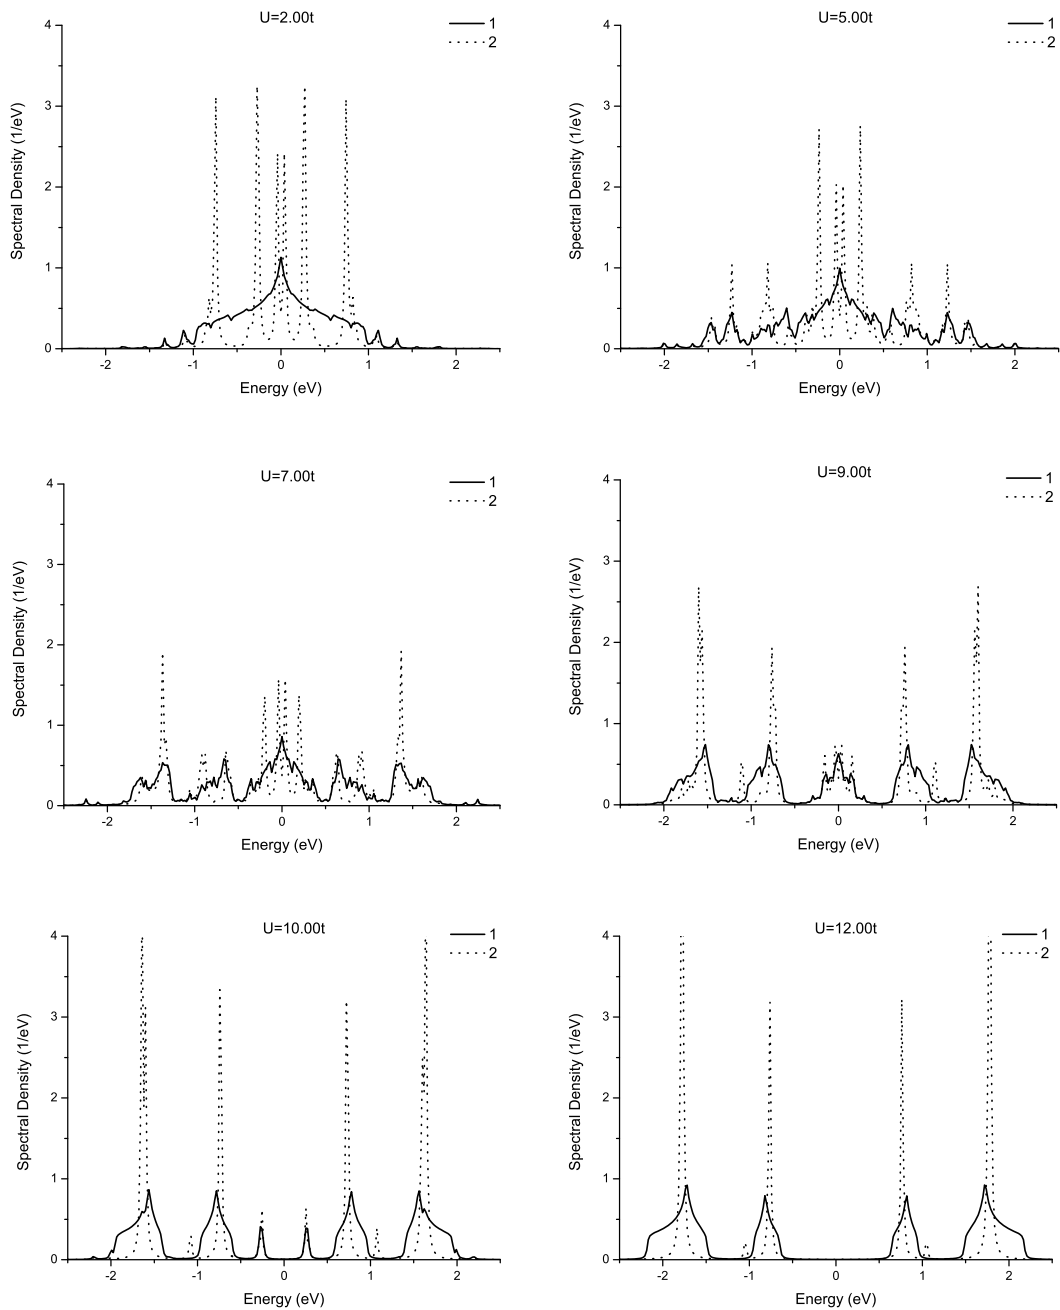 U=2.00t
1
2
4
3
2
1
0
Spectral Density (1/eV)
-2 -1 0 1 2
Energy (eV)
U=5.00t
1
2
4
3
2
1
0
Spectral Density (1/eV)
-2 -1 0 1 2
Energy (eV)
U=7.00t
1
2
4
3
2
1
0
Spectral Density (1/eV)
-2 -1 0 1 2
Energy (eV)
U=9.00t
1
2
4
3
2
1
0
Spectral Density (1/eV)
-2 -1 0 1 2
Energy (eV)
U=10.00t
1
2
4
3
2
1
0
Spectral Density (1/eV)
-2 -1 0 1 2
Energy (eV)
U=12.00t
1
2
4
3
2
1
0
Spectral Density (1/eV)
-2 -1 0 1 2
Energy (eV)